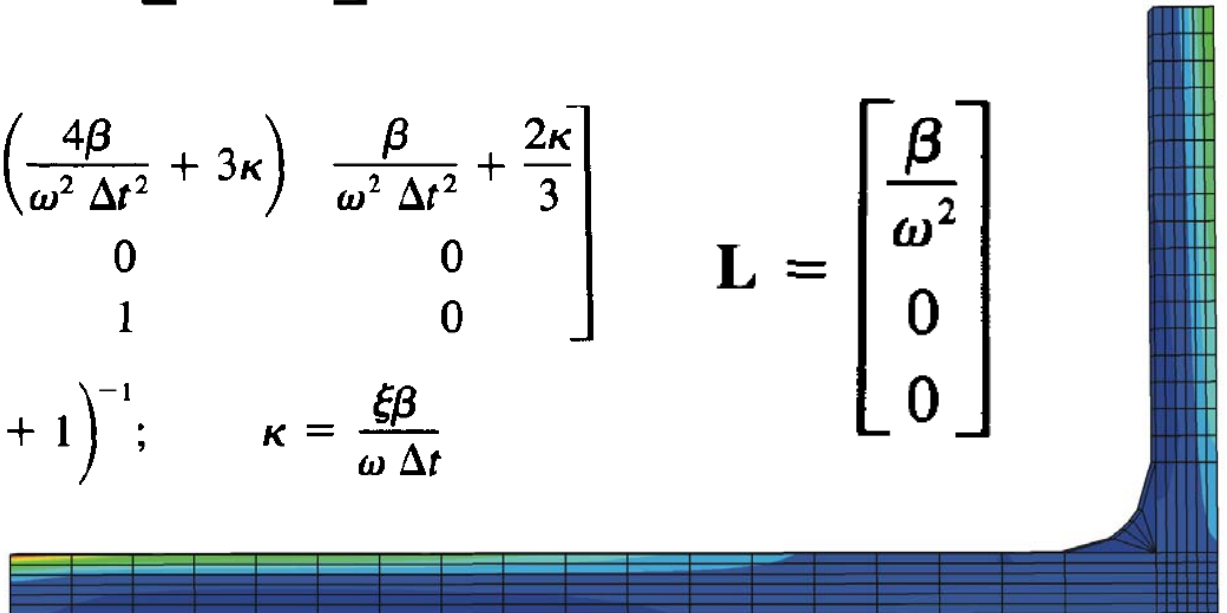 (4β/(ω² Δt²) + 3κ) β/(ω² Δt²) + 2κ/3 ]
0 0
1 0 ]
L = [ β/ω² 0 0 ]
+ 1)⁻¹; κ = ξβ/(ω Δt)